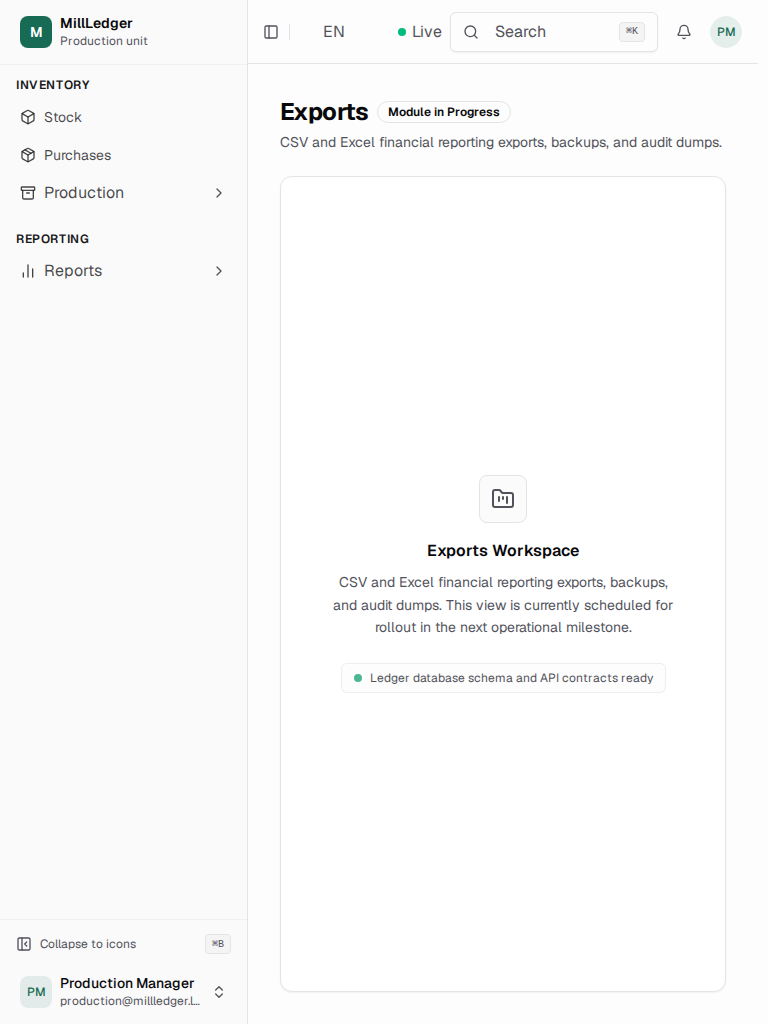 M
MillLedger
Production unit
INVENTORY
Stock
Purchases
Production
REPORTING
Reports
Collapse to icons
⌘B
PM
Production Manager
production@millledger.l...
EN
Live
Search
⌘K
PM
Exports
Module in Progress
CSV and Excel financial reporting exports, backups, and audit dumps.
Exports Workspace
CSV and Excel financial reporting exports, backups,
and audit dumps. This view is currently scheduled for
rollout in the next operational milestone.
Ledger database schema and API contracts ready